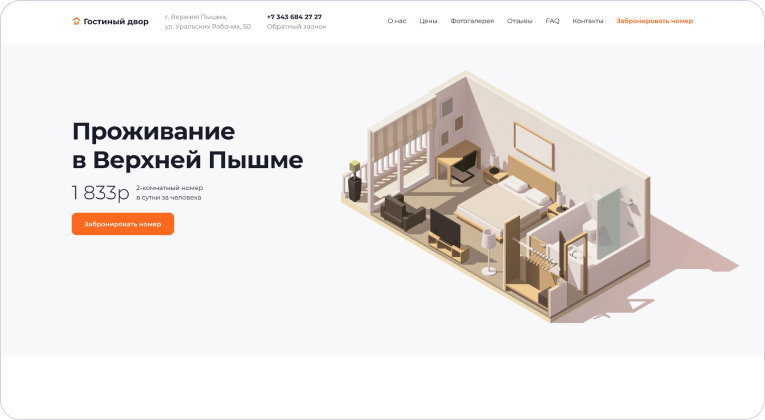 Гостиный двор
г. Верхняя Пышма,
ул. Уральских Рабочих, 50
+7 343 684 27 27
Обратный звонок
О нас
Цены
Фотогалерея
Отзывы
FAQ
Контакты
Забронировать номер
Проживание
в Верхней Пышме
1 833р
2-комнатный номер
в сутки за человека
Забронировать номер